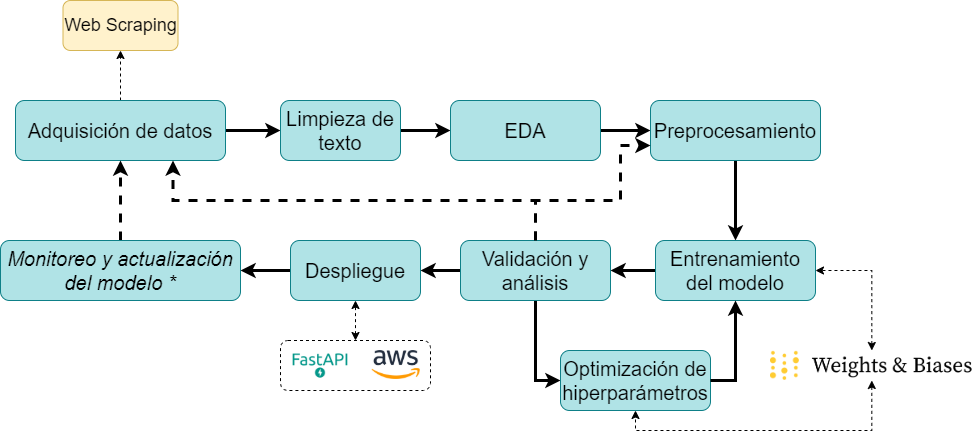 Web Scraping
Adquisición de datos
Limpieza de
texto
EDA
Preprocesamiento
Monitoreo y actualización
del modelo *
Despliegue
Validación y
análisis
Entrenamiento
del modelo
FastAPI
aws
Optimización de
hiperparámetros
Weights & Biases